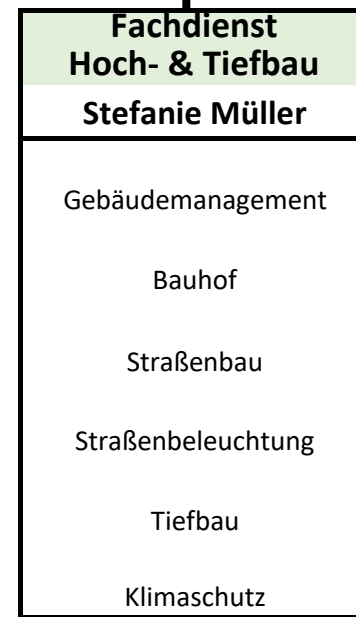 Fachdienst
Hoch- & Tiefbau
Stefanie Müller
Gebäudemanagement
Bauhof
Straßenbau
Straßenbeleuchtung
Tiefbau
Klimaschutz